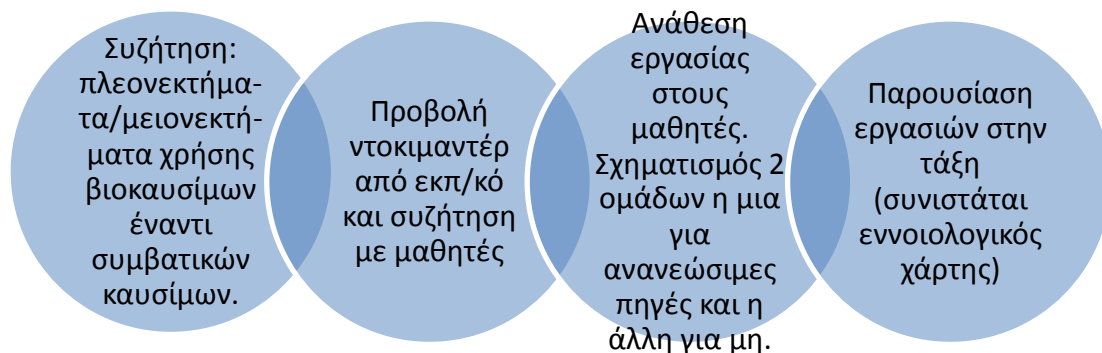 Συζήτηση:
πλεονεκτήμα-
τα/μειονεκτή-
ματα χρήσης
βιοκαυσίμων
έναντι
συμβατικών
καυσίμων.
Προβολή
ντοκιμαντέρ
από εκπ/κό
και συζήτηση
με μαθητές
Ανάθεση
εργασίας
στους
μαθητές.
Σχηματισμός 2
ομάδων η μια
για
ανανεώσιμες
πηγές και η
άλλη για μη.
Παρουσίαση
εργασιών στην
τάξη
(συνιστάται
εννοιολογικός
χάρτης)